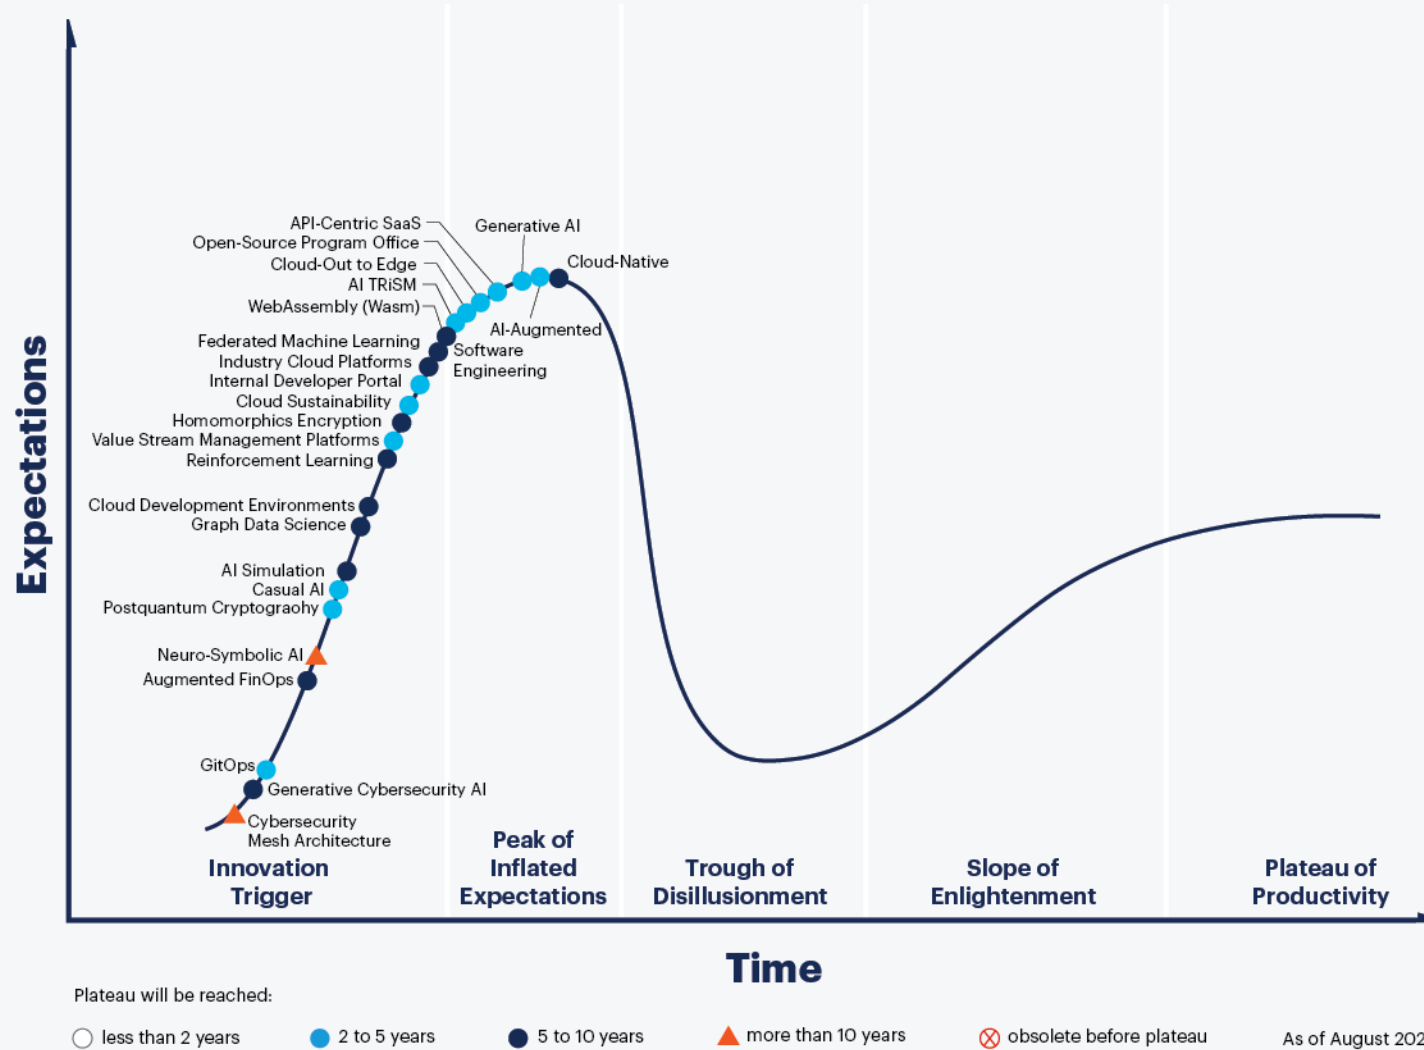 API-Centric SaaS
Generative AI
Open-Source Program Office
Cloud-Out to Edge
Cloud-Native
AI TRiSM
WebAssembly (Wasm)
AI-Augmented
Software
Engineering
Federated Machine Learning
Industry Cloud Platforms
Internal Developer Portal
Cloud Sustainability
Homomorphics Encryption
Value Stream Management Platforms
Reinforcement Learning
Cloud Development Environments
Graph Data Science
AI Simulation
Casual AI
Postquantum Cryptograohy
Neuro-Symbolic AI
Augmented FinOps
GitOps
Generative Cybersecurity AI
Cybersecurity
Mesh Architecture
Expectations
Innovation
Trigger
Peak of
Inflated
Expectations
Trough of
Disillusionment
Slope of
Enlightenment
Plateau of
Productivity
Time
Plateau will be reached:
less than 2 years
2 to 5 years
5 to 10 years
more than 10 years
obsolete before plateau
As of August 202